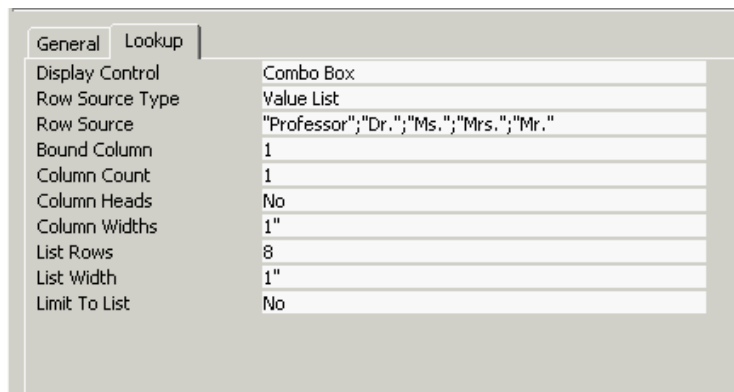 General Lookup
Display Control Combo Box
Row Source Type Value List
Row Source "Professor";"Dr.";"Ms.";"Mrs.";"Mr."
Bound Column 1
Column Count 1
Column Heads No
Column Widths 1"
List Rows 8
List Width 1"
Limit To List No